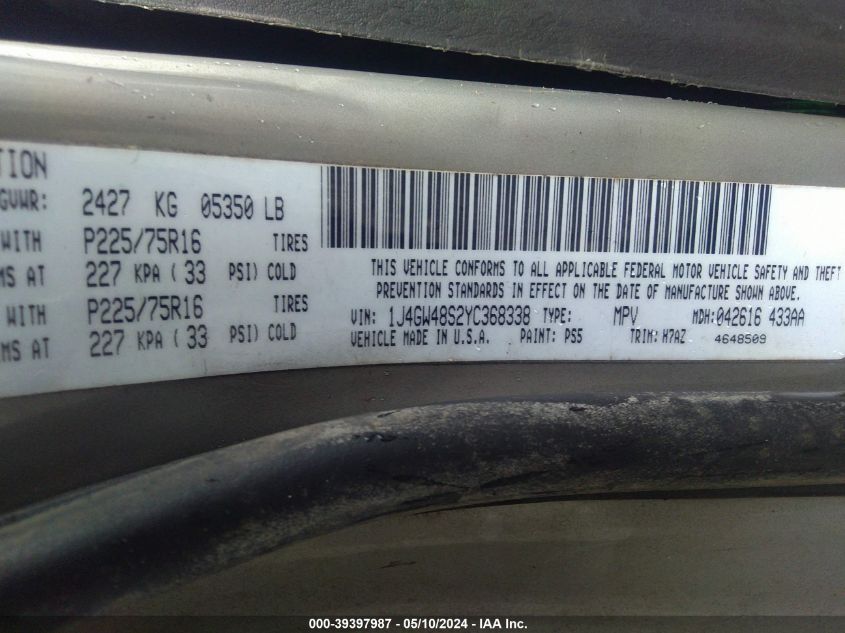 TION
GVWR: 2427 KG 05350 LB
WITH P225/75R16 TIRES
MS AT 227 KPA ( 33 PSI) COLD
WITH P225/75R16 TIRES
MS AT 227 KPA ( 33 PSI) COLD
THIS VEHICLE CONFORMS TO ALL APPLICABLE FEDERAL MOTOR VEHICLE SAFETY AND THEFT
PREVENTION STANDARDS IN EFFECT ON THE DATE OF MANUFACTURE SHOWN ABOVE.
VIN: 1J4GW48S2YC368338 TYPE: MPV MDH:042616 433AA
VEHICLE MADE IN U.S.A. PAINT: PS5 TRIM: H7AZ 4648509
000-39397987 - 05/10/2024 - IAA Inc.